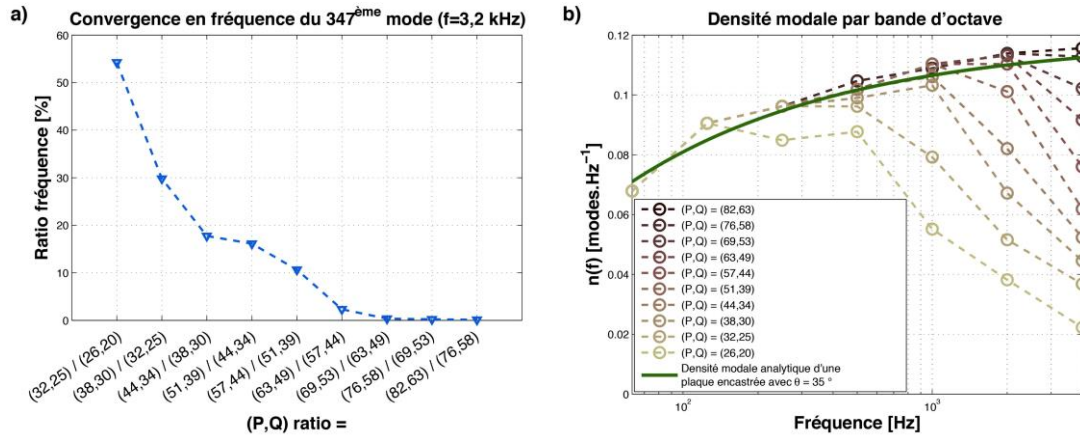 a)
Convergence en fréquence du 347ème mode (f=3,2 kHz)
Ratio fréquence [%]
60
50
40
30
20
10
0
(32,25) / (26,20)
(38,30) / (32,25)
(44,34) / (38,30)
(51,39) / (44,34)
(57,44) / (51,39)
(63,49) / (57,44)
(69,53) / (63,49)
(76,58) / (69,53)
(82,63) / (76,58)
(P,Q) ratio =
b)
Densité modale par bande d'octave
n(f) [modes.Hz⁻¹]
0.12
0.1
0.08
0.06
0.04
0.02
0
(P,Q) = (82,63)
(P,Q) = (76,58)
(P,Q) = (69,53)
(P,Q) = (63,49)
(P,Q) = (57,44)
(P,Q) = (51,39)
(P,Q) = (44,34)
(P,Q) = (38,30)
(P,Q) = (32,25)
(P,Q) = (26,20)
Densité modale analytique d'une
plaque encastrée avec θ = 35 °
10²
10³
Fréquence [Hz]